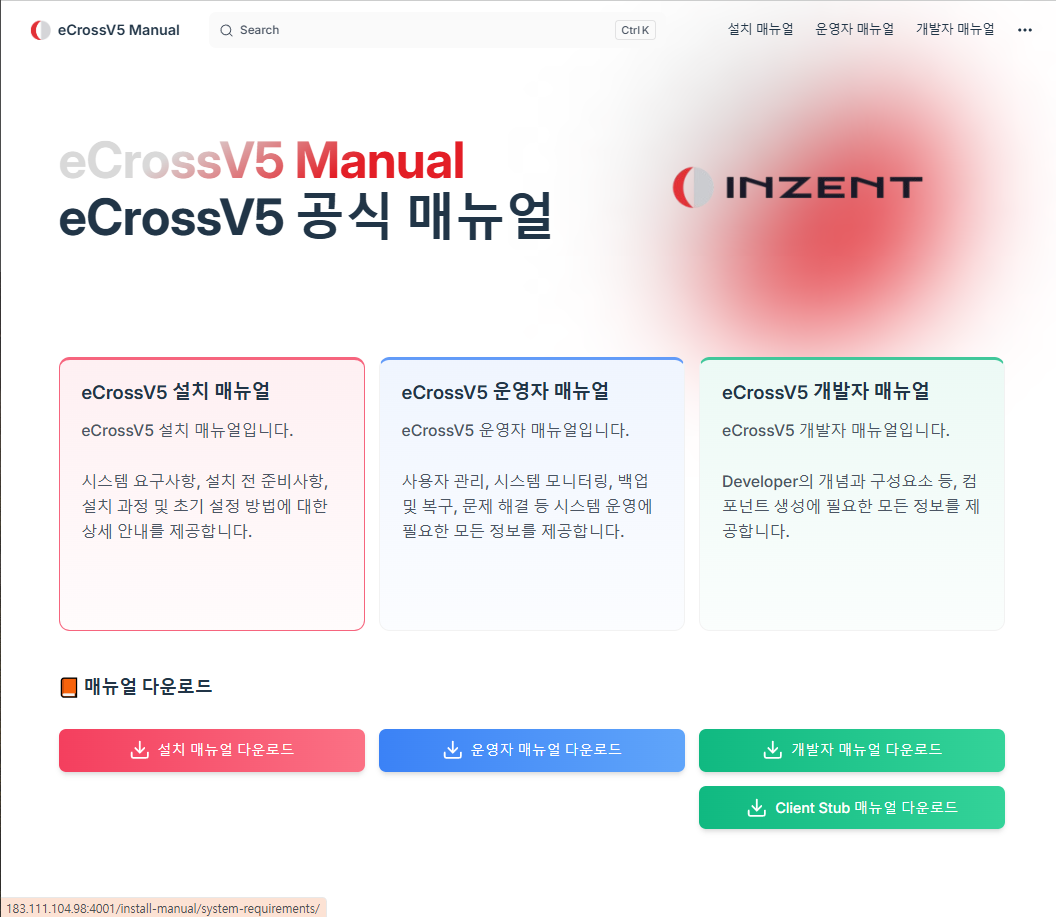 eCrossV5 Manual
Search
Ctrl K
설치 매뉴얼
운영자 매뉴얼
개발자 매뉴얼
eCrossV5 Manual
eCrossV5 공식 매뉴얼
INZENT
eCrossV5 설치 매뉴얼
eCrossV5 설치 매뉴얼입니다.
시스템 요구사항, 설치 전 준비사항,
설치 과정 및 초기 설정 방법에 대한
상세 안내를 제공합니다.
eCrossV5 운영자 매뉴얼
eCrossV5 운영자 매뉴얼입니다.
사용자 관리, 시스템 모니터링, 백업
및 복구, 문제 해결 등 시스템 운영에
필요한 모든 정보를 제공합니다.
eCrossV5 개발자 매뉴얼
eCrossV5 개발자 매뉴얼입니다.
Developer의 개념과 구성요소 등, 컴
포넌트 생성에 필요한 모든 정보를 제
공합니다.
매뉴얼 다운로드
설치 매뉴얼 다운로드
운영자 매뉴얼 다운로드
개발자 매뉴얼 다운로드
Client Stub 매뉴얼 다운로드
183.111.104.98:4001/install-manual/system-requirements/